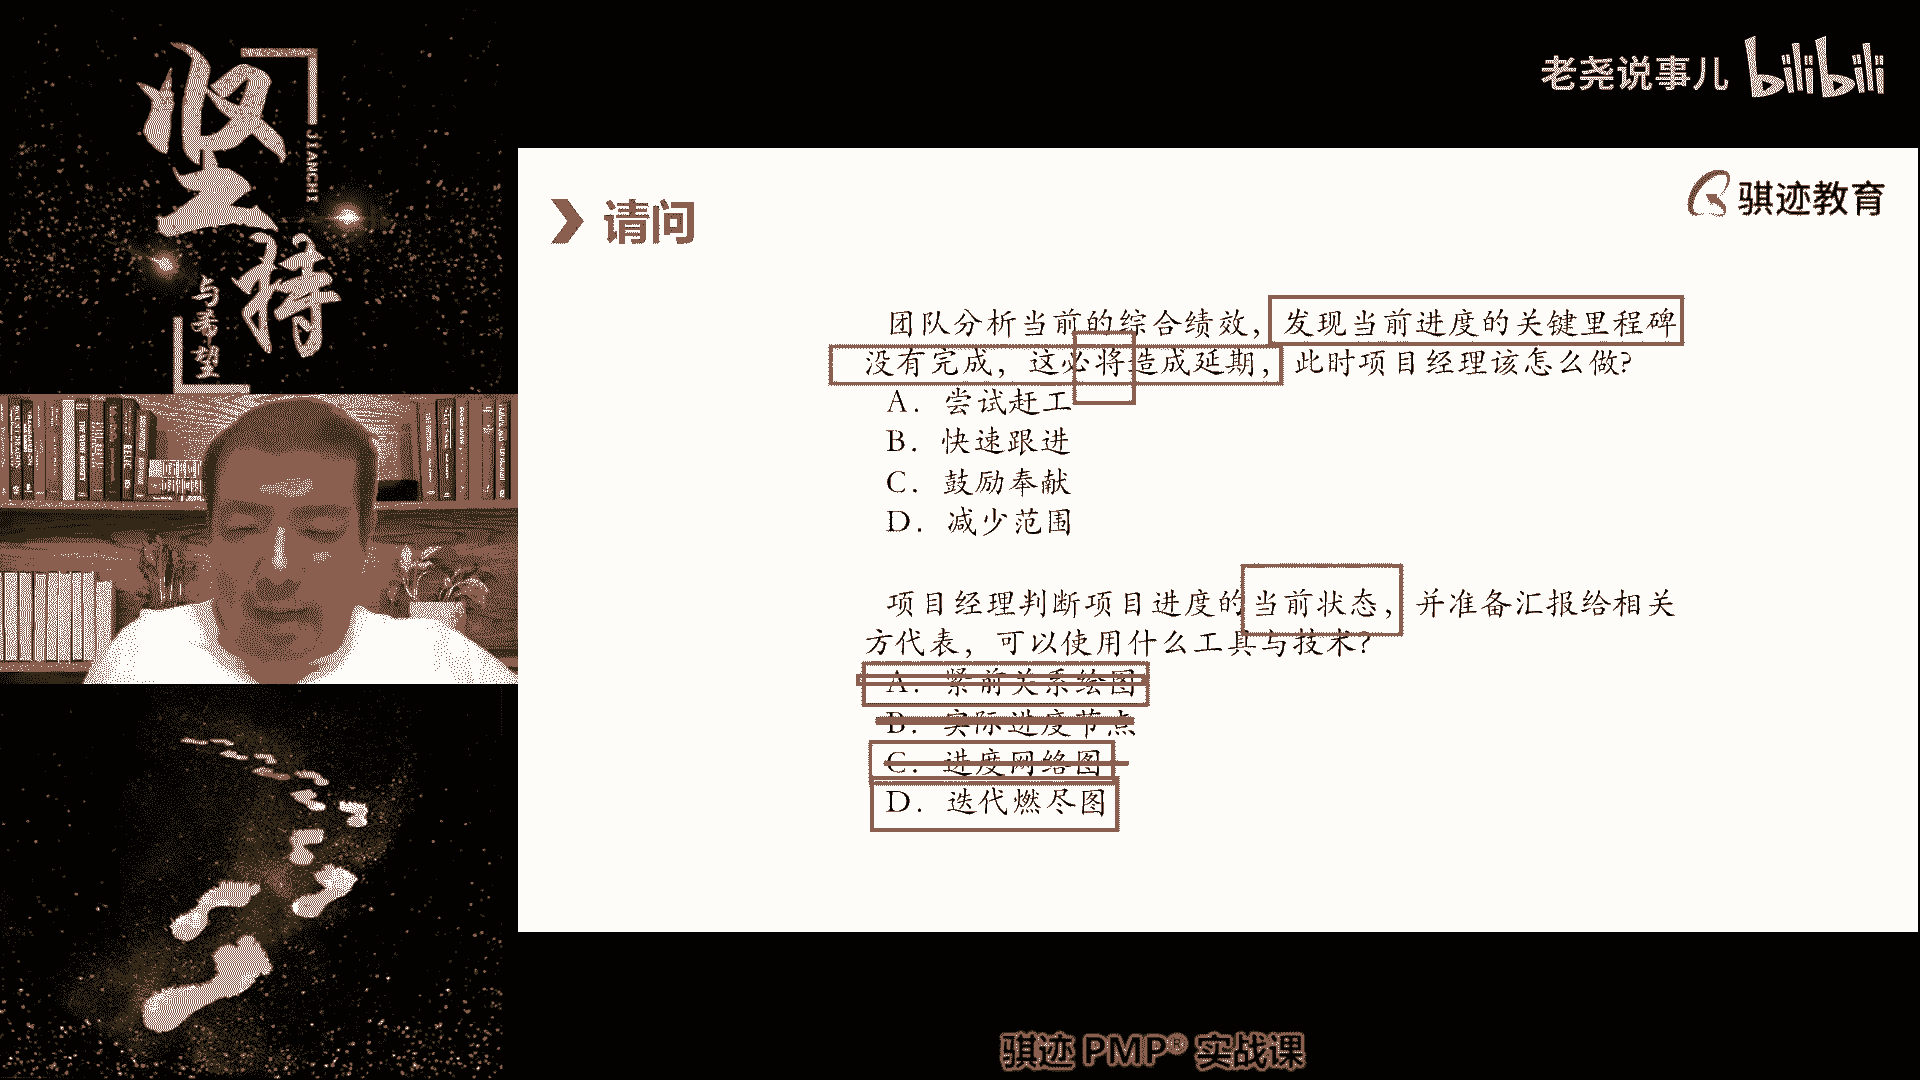 坚持
JIANCHI
与希望
老尧说事儿 bilibili
骐迹教育
请问
团队分析当前的综合绩效，发现当前进度的关键里程碑
没有完成，这必将造成延期，此时项目经理该怎么做?
A. 尝试赶工
B. 快速跟进
C. 鼓励奉献
D. 减少范围
项目经理判断项目进度的当前状态，并准备汇报给相关
方代表，可以使用什么工具与技术?
A. 紧前关系绘图
B. 实际进度节点
C. 进度网络图
D. 迭代燃尽图
骐迹 PMP® 实战课